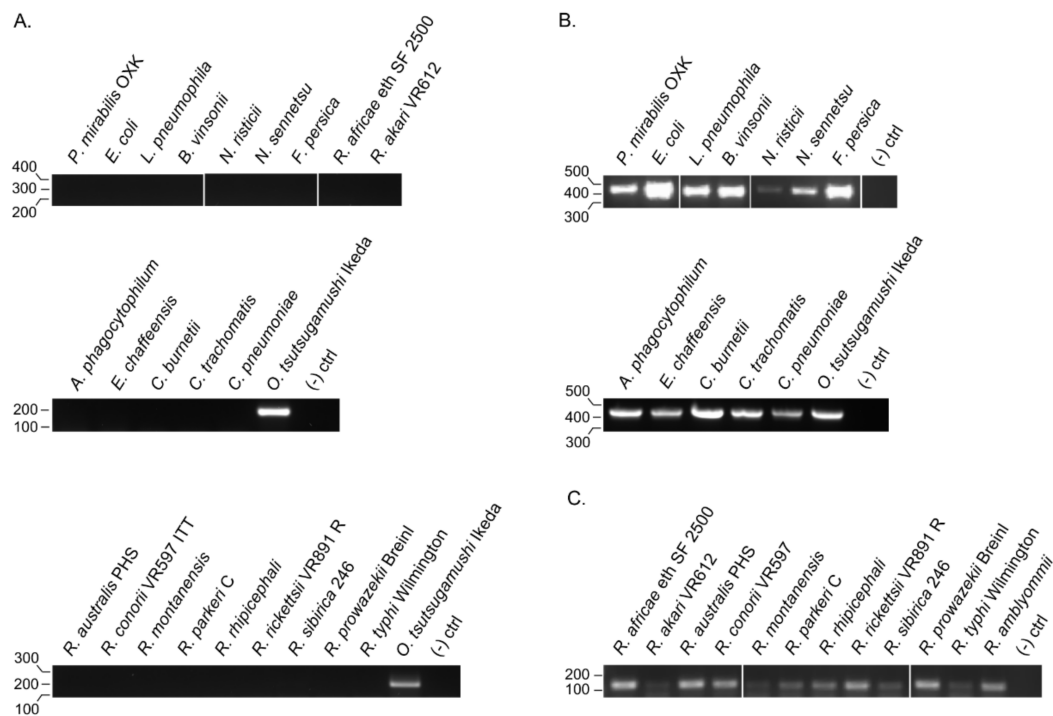 A.
P. mirabilis OXK
E. coli
L. pneumophila
B. vinsonii
N. risticii
N. sennetsu
F. persica
R. africae eth SF 2500
R. akari VR612
400
300
200
A. phagocytophilum
E. chaffeensis
C. burnetii
C. trachomatis
C. pneumoniae
O. tsutsugamushi Ikeda
(-) ctrl
200
100
R. australis PHS
R. conorii VR597 ITT
R. montanensis
R. parkeri C
R. rhipicephali
R. rickettsii VR891 R
R. sibirica 246
R. prowazekii Breinl
R. typhi Wilmington
O. tsutsugamushi Ikeda
(-) ctrl
300
200
100
B.
P. mirabilis OXK
E. coli
L. pneumophila
B. vinsonii
N. risticii
N. sennetsu
F. persica
(-) ctrl
500
400
300
A. phagocytophilum
E. chaffeensis
C. burnetii
C. trachomatis
C. pneumoniae
O. tsutsugamushi Ikeda
(-) ctrl
500
400
300
C.
R. africae eth SF 2500
R. akari VR612
R. australis PHS
R. conorii VR597
R. montanensis
R. parkeri C
R. rhipicephali
R. rickettsii VR891 R
R. sibirica 246
R. prowazekii Breinl
R. typhi Wilmington
R. amblyommii
(-) ctrl
200
100